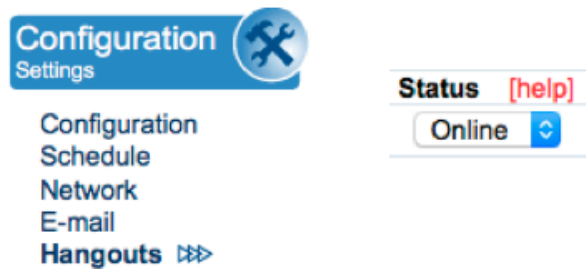 Configuration
Settings
Configuration
Schedule
Network
E-mail
Hangouts
Status [help]
Online